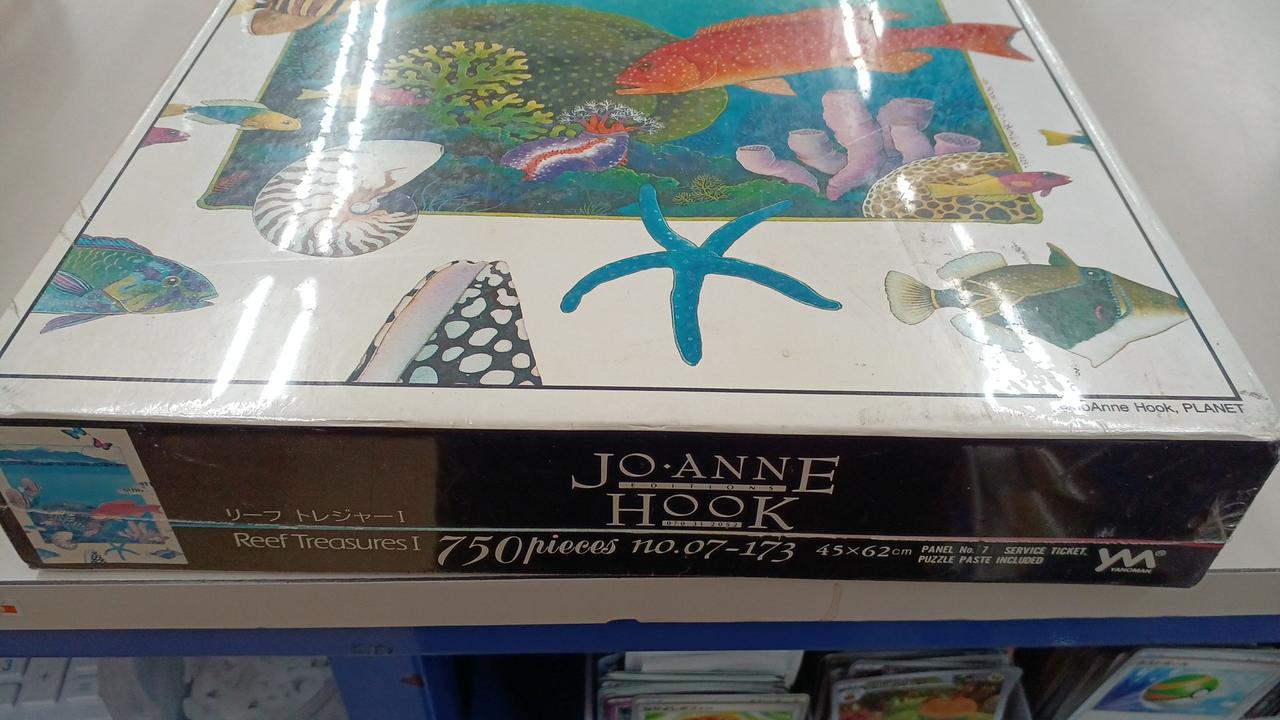 JoAnne Hook, PLANET
JO·ANNE
EDITIONS
HOOK
リーフ トレジャー I
Reef Treasures I
750pieces no.07-173 45×62cm
PANEL No. 7 SERVICE TICKET.
PUZZLE PASTE INCLUDED
YM®
YANOMAN